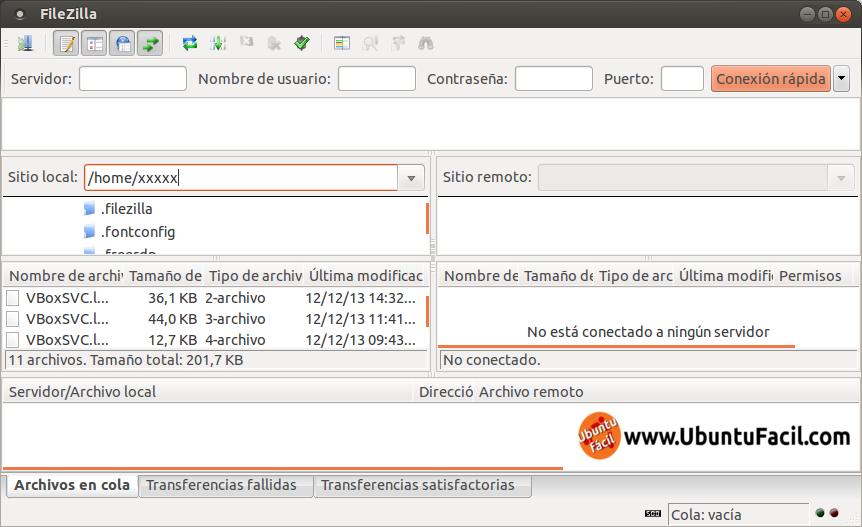 FileZilla
Servidor: Nombre de usuario: Contraseña: Puerto: Conexión rápida
Sitio local: /home/xxxxx Sitio remoto:
.filezilla
.fontconfig
Nombre de archiv Tamaño de Tipo de archiv Última modificac
VBoxSVC.l... 36,1 KB 2-archivo 12/12/13 14:32...
VBoxSVC.l... 44,0 KB 3-archivo 12/12/13 11:41...
VBoxSVC.l... 12,7 KB 4-archivo 12/12/13 09:43...
11 archivos. Tamaño total: 201,7 KB
Nombre de Tamaño de Tipo de arc Última modifi Permisos
No está conectado a ningún servidor
No conectado.
Servidor/Archivo local Direcció Archivo remoto
Ubuntu
Fácil
www.UbuntuFacil.com
Archivos en cola Transferencias fallidas Transferencias satisfactorias
Cola: vacía